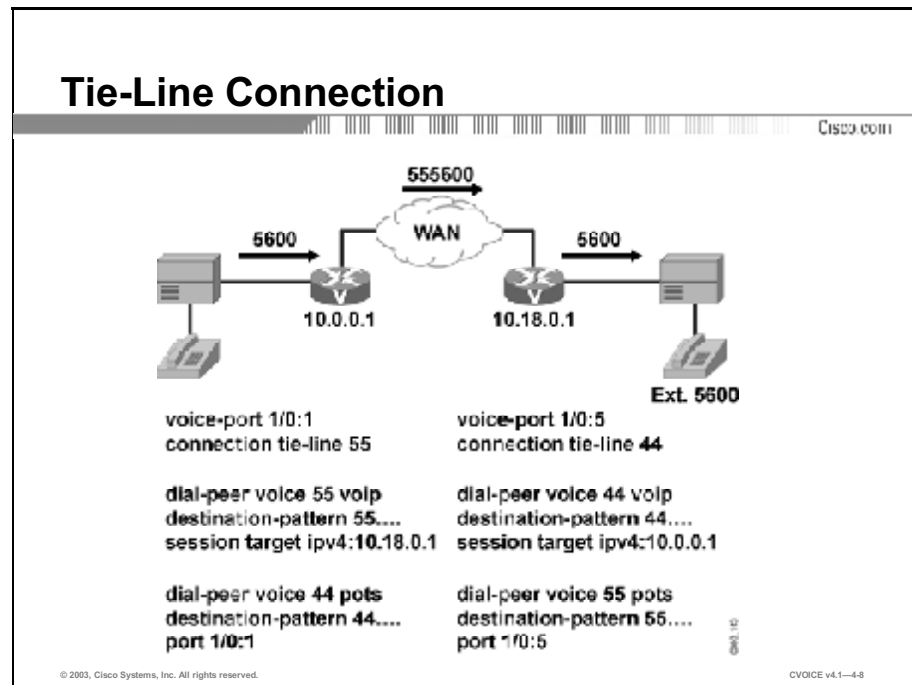 Tie-Line Connection
Cisco.com
555600
WAN
5600
5600
V
V
10.0.0.1
10.18.0.1
Ext. 5600
voice-port 1/0:1
connection tie-line 55
dial-peer voice 55 voip
destination-pattern 55....
session target ipv4:10.18.0.1
dial-peer voice 44 pots
destination-pattern 44....
port 1/0:1
voice-port 1/0:5
connection tie-line 44
dial-peer voice 44 voip
destination-pattern 44....
session target ipv4:10.0.0.1
dial-peer voice 55 pots
destination-pattern 55....
port 1/0:5
© 2003, Cisco Systems, Inc. All rights reserved.
CVOICE v4.1—4-8